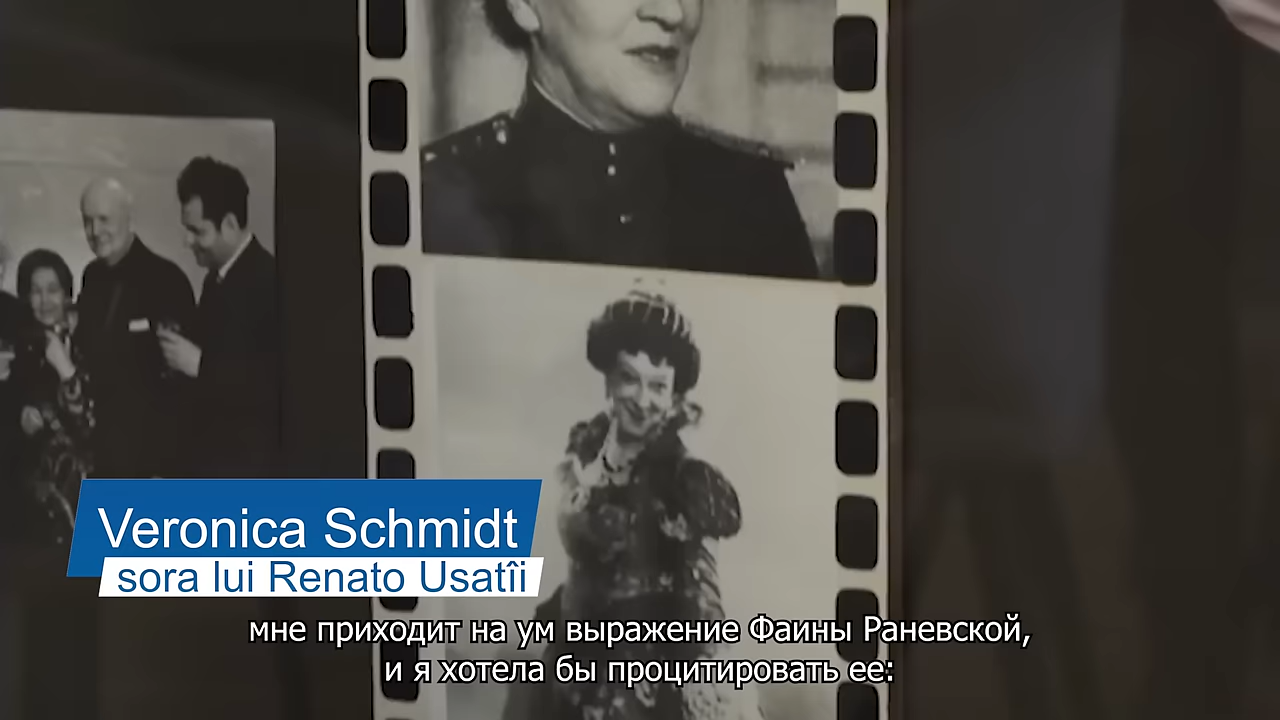 Veronica Schmidt
sora lui Renato Usatîi
мне приходит на ум выражение Фаины Раневской,
и я хотела бы процитировать ее: